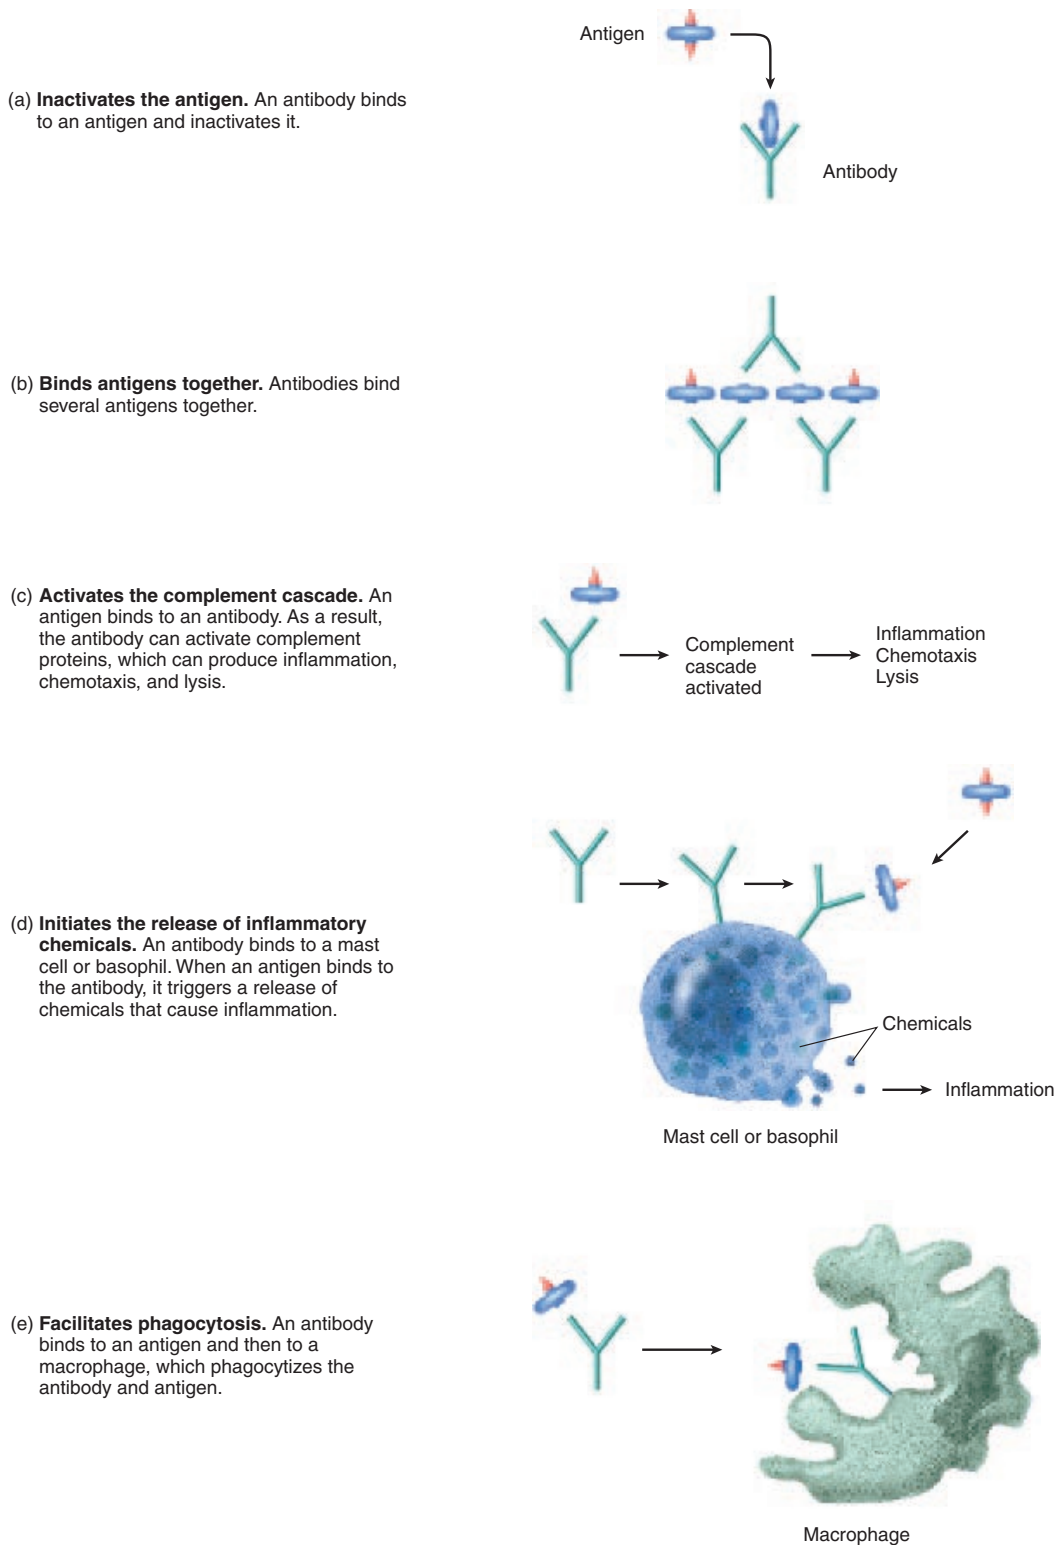 Antigen
(a) Inactivates the antigen. An antibody binds
to an antigen and inactivates it.
Antibody
(b) Binds antigens together. Antibodies bind
several antigens together.
(c) Activates the complement cascade. An
antigen binds to an antibody. As a result,
the antibody can activate complement
proteins, which can produce inflammation,
chemotaxis, and lysis.
Complement
cascade
activated
Inflammation
Chemotaxis
Lysis
(d) Initiates the release of inflammatory
chemicals. An antibody binds to a mast
cell or basophil. When an antigen binds to
the antibody, it triggers a release of
chemicals that cause inflammation.
Chemicals
Inflammation
Mast cell or basophil
(e) Facilitates phagocytosis. An antibody
binds to an antigen and then to a
macrophage, which phagocytizes the
antibody and antigen.
Macrophage